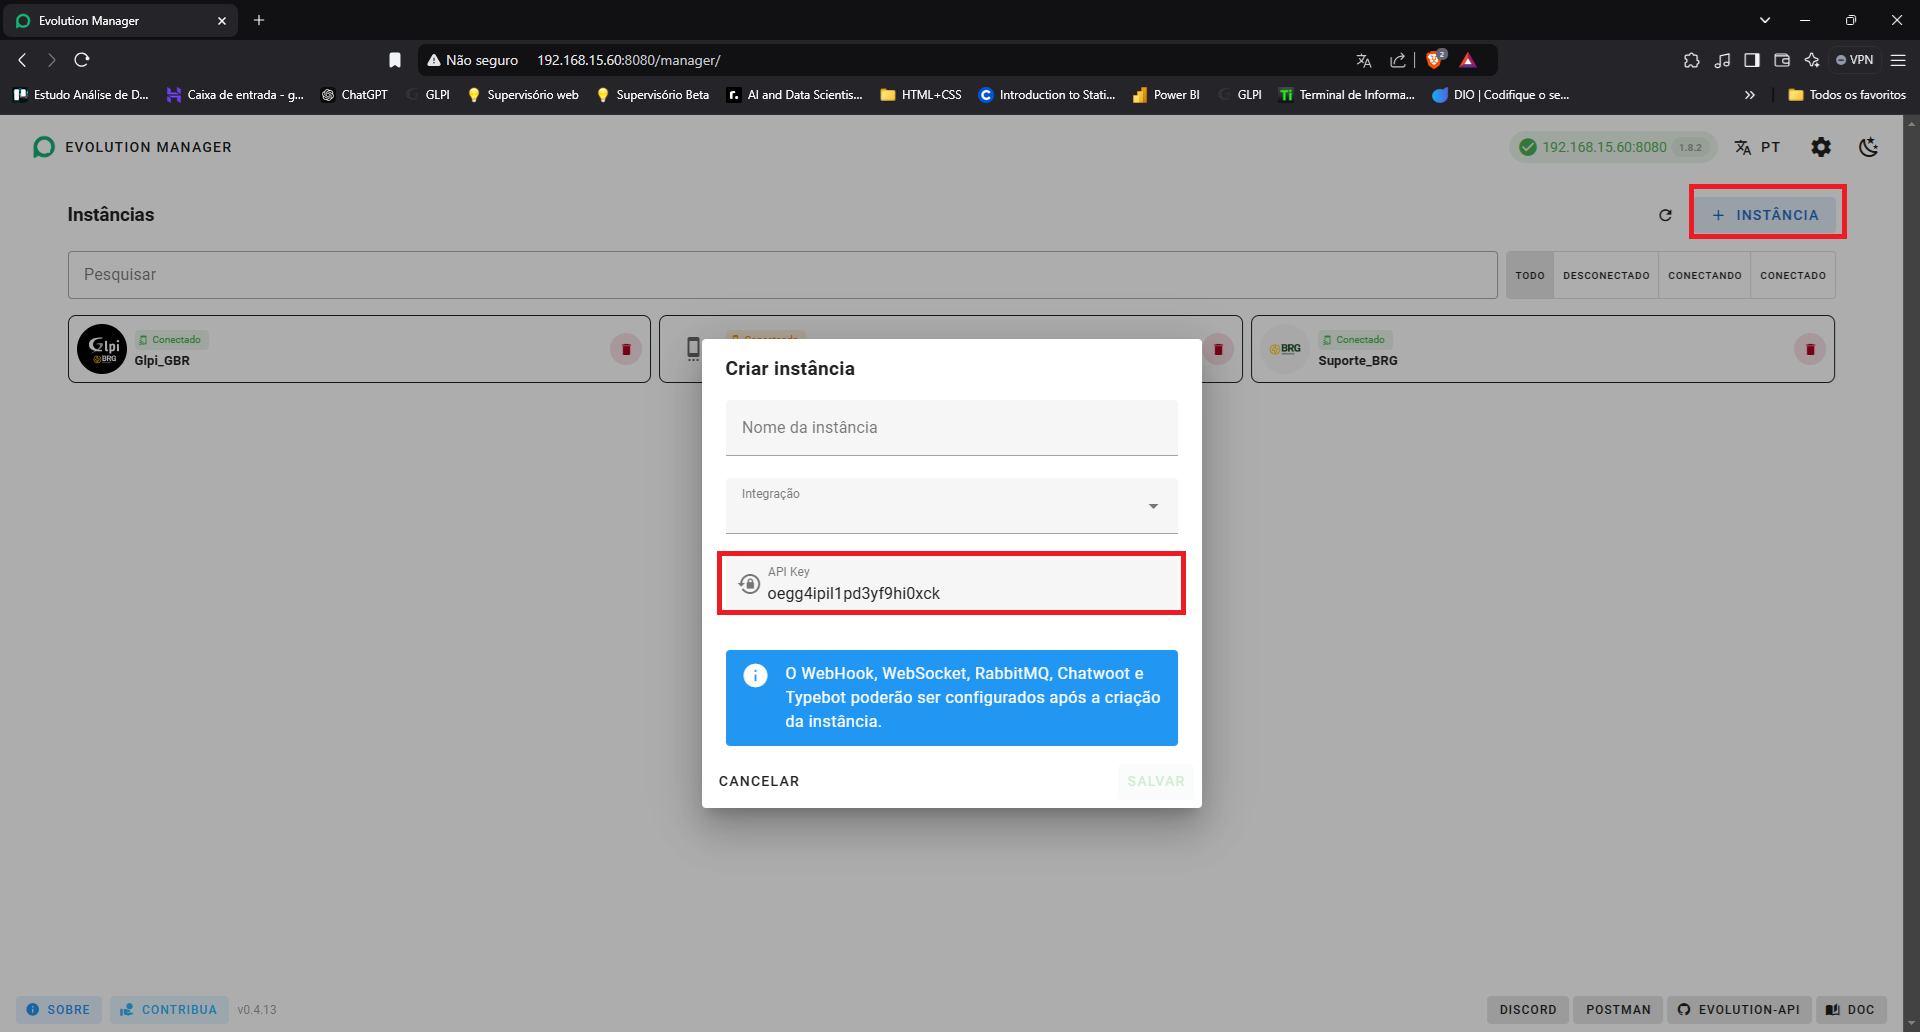 Evolution Manager
Não seguro 192.168.15.60:8080/manager/
2
VPN
Estudo Análise de D... Caixa de entrada - g... ChatGPT GLPI Supervisório web Supervisório Beta AI and Data Scientis... HTML+CSS Introduction to Stati... Power BI GLPI Terminal de Informa... DIO | Codifique o se... » Todos os favoritos
EVOLUTION MANAGER
192.168.15.60:8080 1.8.2 PT
Instâncias
+ INSTÂNCIA
Pesquisar
TODO DESCONECTADO CONECTANDO CONECTADO
Glpi
BRG
Conectado
Glpi_GBR
BRG
Conectado
Suporte_BRG
Criar instância
Nome da instância
Integração
API Key
oegg4ipil1pd3yf9hi0xck
O WebHook, WebSocket, RabbitMQ, Chatwoot e
Typebot poderão ser configurados após a criação
da instância.
CANCELAR SALVAR
SOBRE CONTRIBUA v0.4.13
DISCORD POSTMAN EVOLUTION-API DOC